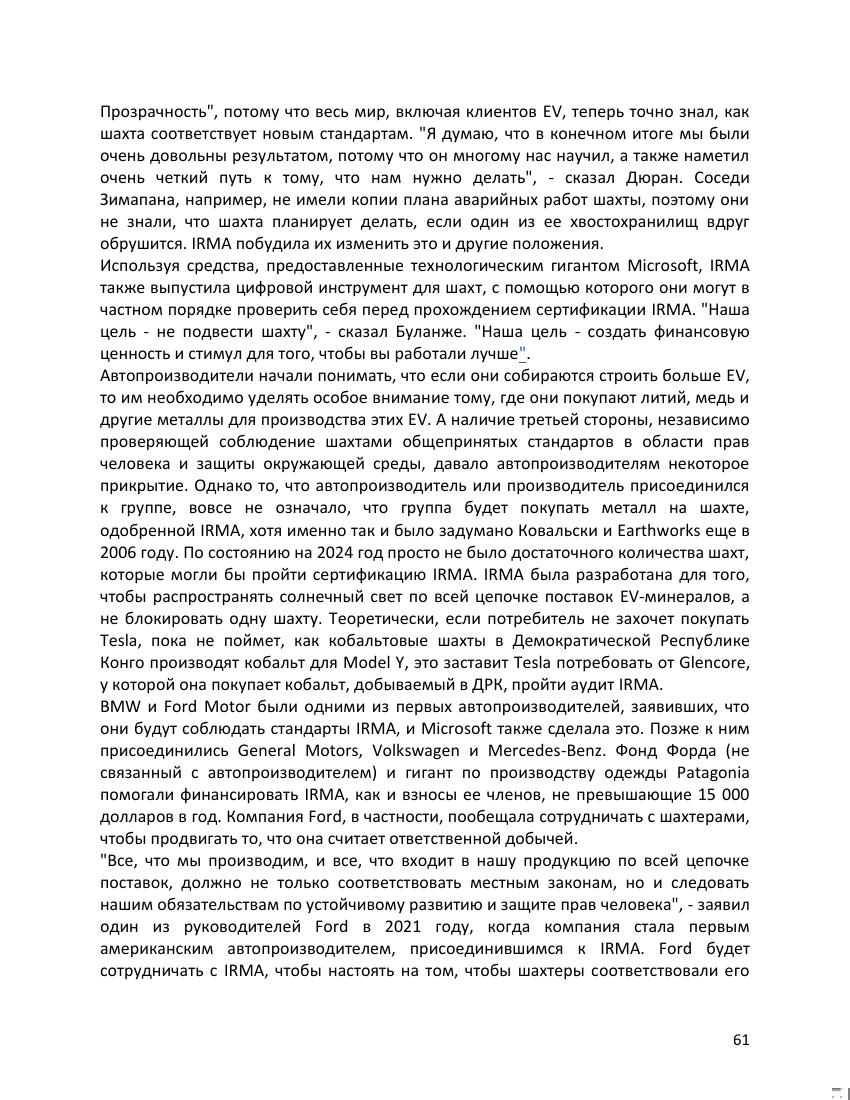 Прозрачность", потому что весь мир, включая клиентов EV, теперь точно знал, как
шахта соответствует новым стандартам. "Я думаю, что в конечном итоге мы были
очень довольны результатом, потому что он многому нас научил, а также наметил
очень четкий путь к тому, что нам нужно делать", - сказал Дюран. Соседи
Зимапана, например, не имели копии плана аварийных работ шахты, поэтому они
не знали, что шахта планирует делать, если один из ее хвостохранилищ вдруг
обрушится. IRMA побудила их изменить это и другие положения.
Используя средства, предоставленные технологическим гигантом Microsoft, IRMA
также выпустила цифровой инструмент для шахт, с помощью которого они могут в
частном порядке проверить себя перед прохождением сертификации IRMA. "Наша
цель - не подвести шахту", - сказал Буланже. "Наша цель - создать финансовую
ценность и стимул для того, чтобы вы работали лучше".
Автопроизводители начали понимать, что если они собираются строить больше EV,
то им необходимо уделять особое внимание тому, где они покупают литий, медь и
другие металлы для производства этих EV. А наличие третьей стороны, независимо
проверяющей соблюдение шахтами общепринятых стандартов в области прав
человека и защиты окружающей среды, давало автопроизводителям некоторое
прикрытие. Однако то, что автопроизводитель или производитель присоединился
к группе, вовсе не означало, что группа будет покупать металл на шахте,
одобренной IRMA, хотя именно так и было задумано Ковальски и Earthworks еще в
2006 году. По состоянию на 2024 год просто не было достаточного количества шахт,
которые могли бы пройти сертификацию IRMA. IRMA была разработана для того,
чтобы распространять солнечный свет по всей цепочке поставок EV-минералов, а
не блокировать одну шахту. Теоретически, если потребитель не захочет покупать
Tesla, пока не поймет, как кобальтовые шахты в Демократической Республике
Конго производят кобальт для Model Y, это заставит Tesla потребовать от Glencore,
у которой она покупает кобальт, добываемый в ДРК, пройти аудит IRMA.
BMW и Ford Motor были одними из первых автопроизводителей, заявивших, что
они будут соблюдать стандарты IRMA, и Microsoft также сделала это. Позже к ним
присоединились General Motors, Volkswagen и Mercedes-Benz. Фонд Форда (не
связанный с автопроизводителем) и гигант по производству одежды Patagonia
помогали финансировать IRMA, как и взносы ее членов, не превышающие 15 000
долларов в год. Компания Ford, в частности, пообещала сотрудничать с шахтерами,
чтобы продвигать то, что она считает ответственной добычей.
"Все, что мы производим, и все, что входит в нашу продукцию по всей цепочке
поставок, должно не только соответствовать местным законам, но и следовать
нашим обязательствам по устойчивому развитию и защите прав человека", - заявил
один из руководителей Ford в 2021 году, когда компания стала первым
американским автопроизводителем, присоединившимся к IRMA. Ford будет
сотрудничать с IRMA, чтобы настоять на том, чтобы шахтеры соответствовали его
61